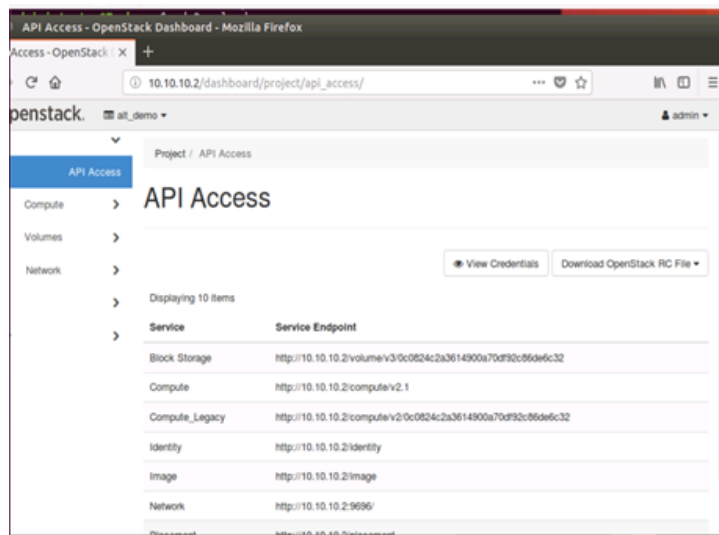 API Access - OpenStack Dashboard - Mozilla Firefox
Access - OpenStack
10.10.10.2/dashboard/project/api_access/
openstack. alt_demo admin
Project / API Access
API Access
API Access
Compute
Volumes
Network
View Credentials Download OpenStack RC File
Displaying 10 items
Service Service Endpoint
Block Storage http://10.10.10.2/volume/v3/0c0824c2a3614900a70df92c86de6c32
Compute http://10.10.10.2/compute/v2.1
Compute_Legacy http://10.10.10.2/compute/v2/0c0824c2a3614900a70df92c86de6c32
Identity http://10.10.10.2/identity
Image http://10.10.10.2/image
Network http://10.10.10.2:9696/